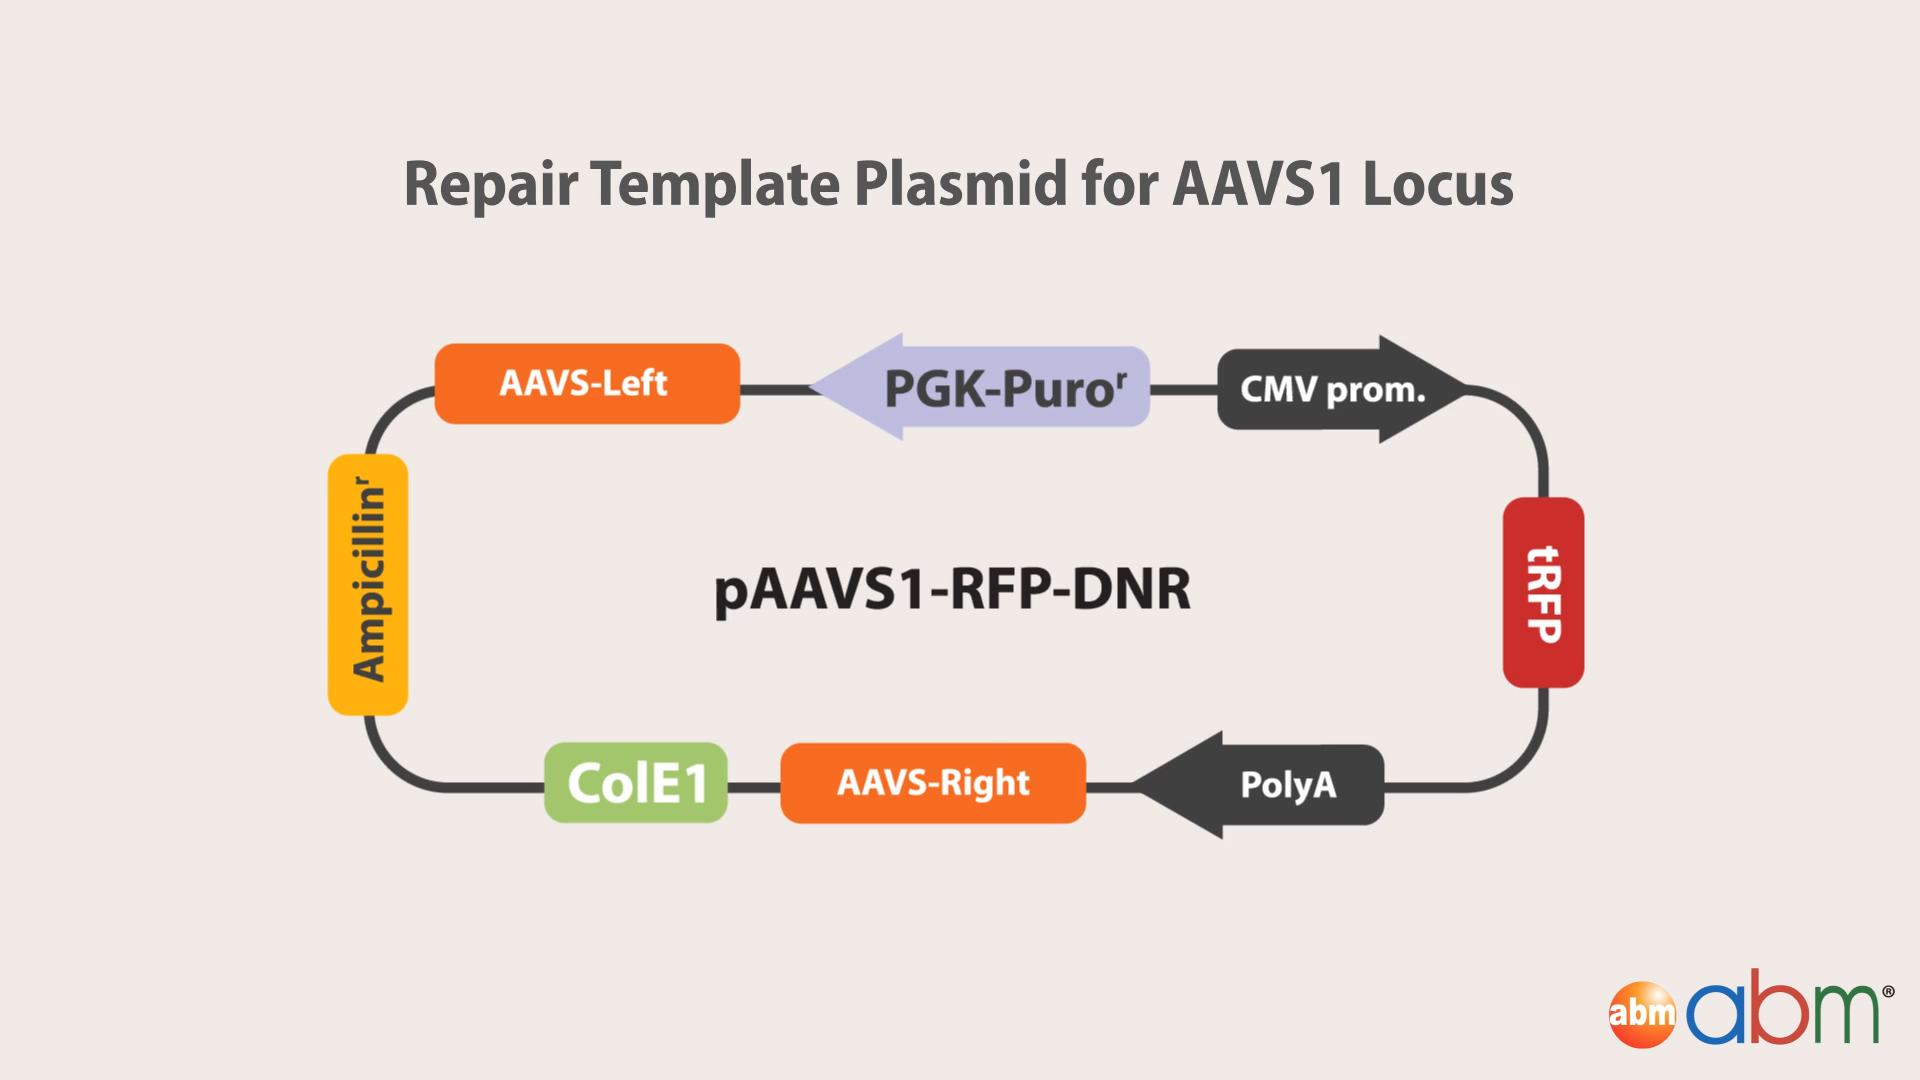 Repair Template Plasmid for AAVS1 Locus
AAVS-Left
PGK-Puroʳ
CMV prom.
Ampicillinʳ
tRFP
pAAVS1-RFP-DNR
ColE1
AAVS-Right
PolyA
abm
abm®